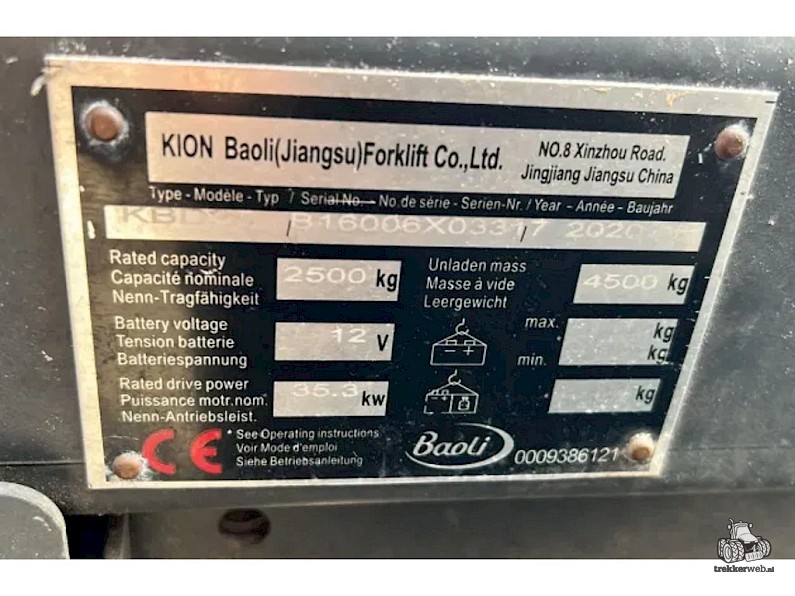 KION Baoli(Jiangsu)Forklift Co.,Ltd.
NO.8 Xinzhou Road.
Jingjiang Jiangsu China
Type - Modèle - Typ / Serial No. - No.de série - Serien-Nr. / Year - Année - Baujahr
/B16006X03317 / 2020
Rated capacity
Capacité nominale
Nenn-Tragfähigkeit
2500 kg
Unladen mass
Masse à vide
Leergewicht
4500 kg
Battery voltage
Tension batterie
Batteriespannung
12 V
max. kg
min. kg
Rated drive power
Puissance motr.nom.
Nenn-Antriebsleist.
35.3 kw
kg
CE
* See Operating instructions
Voir Mode d'emploi
Siehe Betriebsanleitung
Baoli
0009386121
trekkerweb.nl